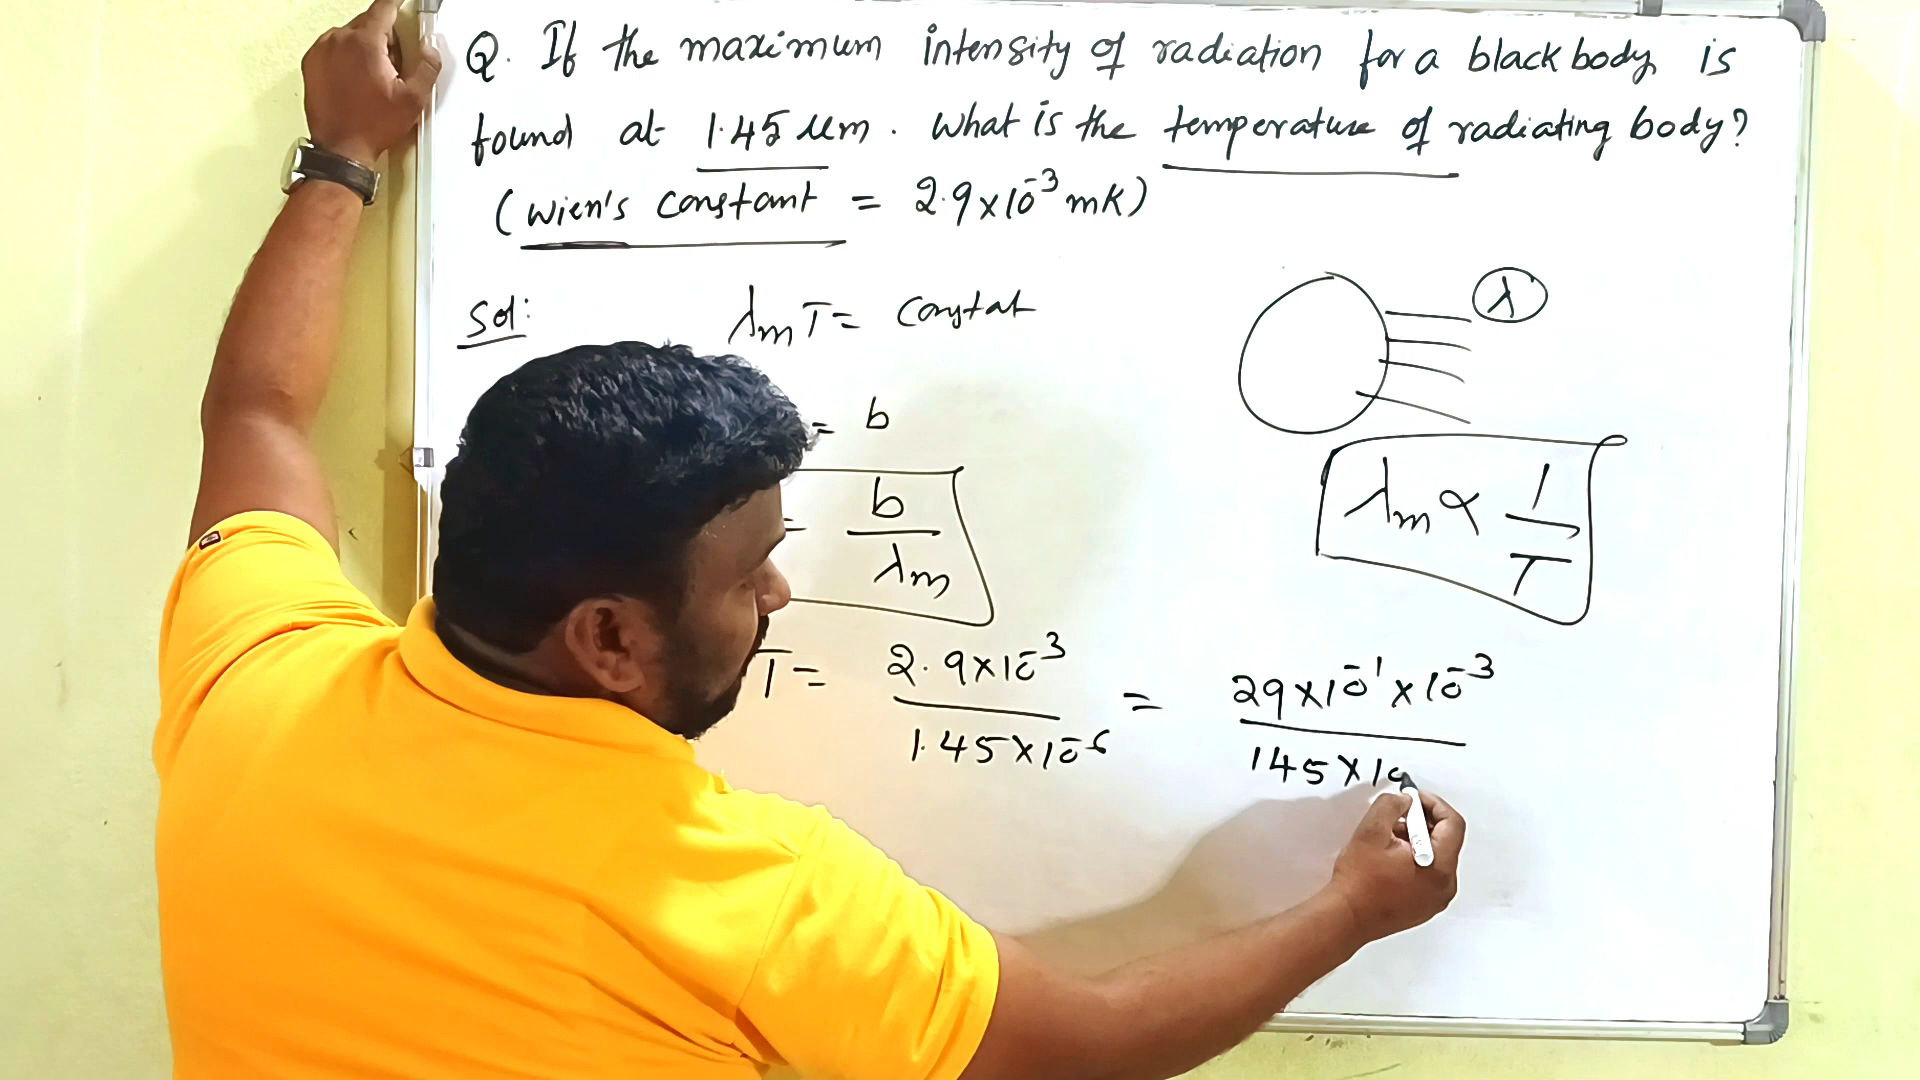 Q. If the maximum intensity of radiation for a black body is
found at 1.45 μm. What is the temperature of radiating body?
(Wien's constant = 2.9×10⁻³ mK)
Sol:
λₘT = Constat
λ
= b
= b/λₘ
λₘ ∝ 1/T
T = 2.9×10⁻³/1.45×10⁻⁶ = 29×10⁻¹×10⁻³/145×10